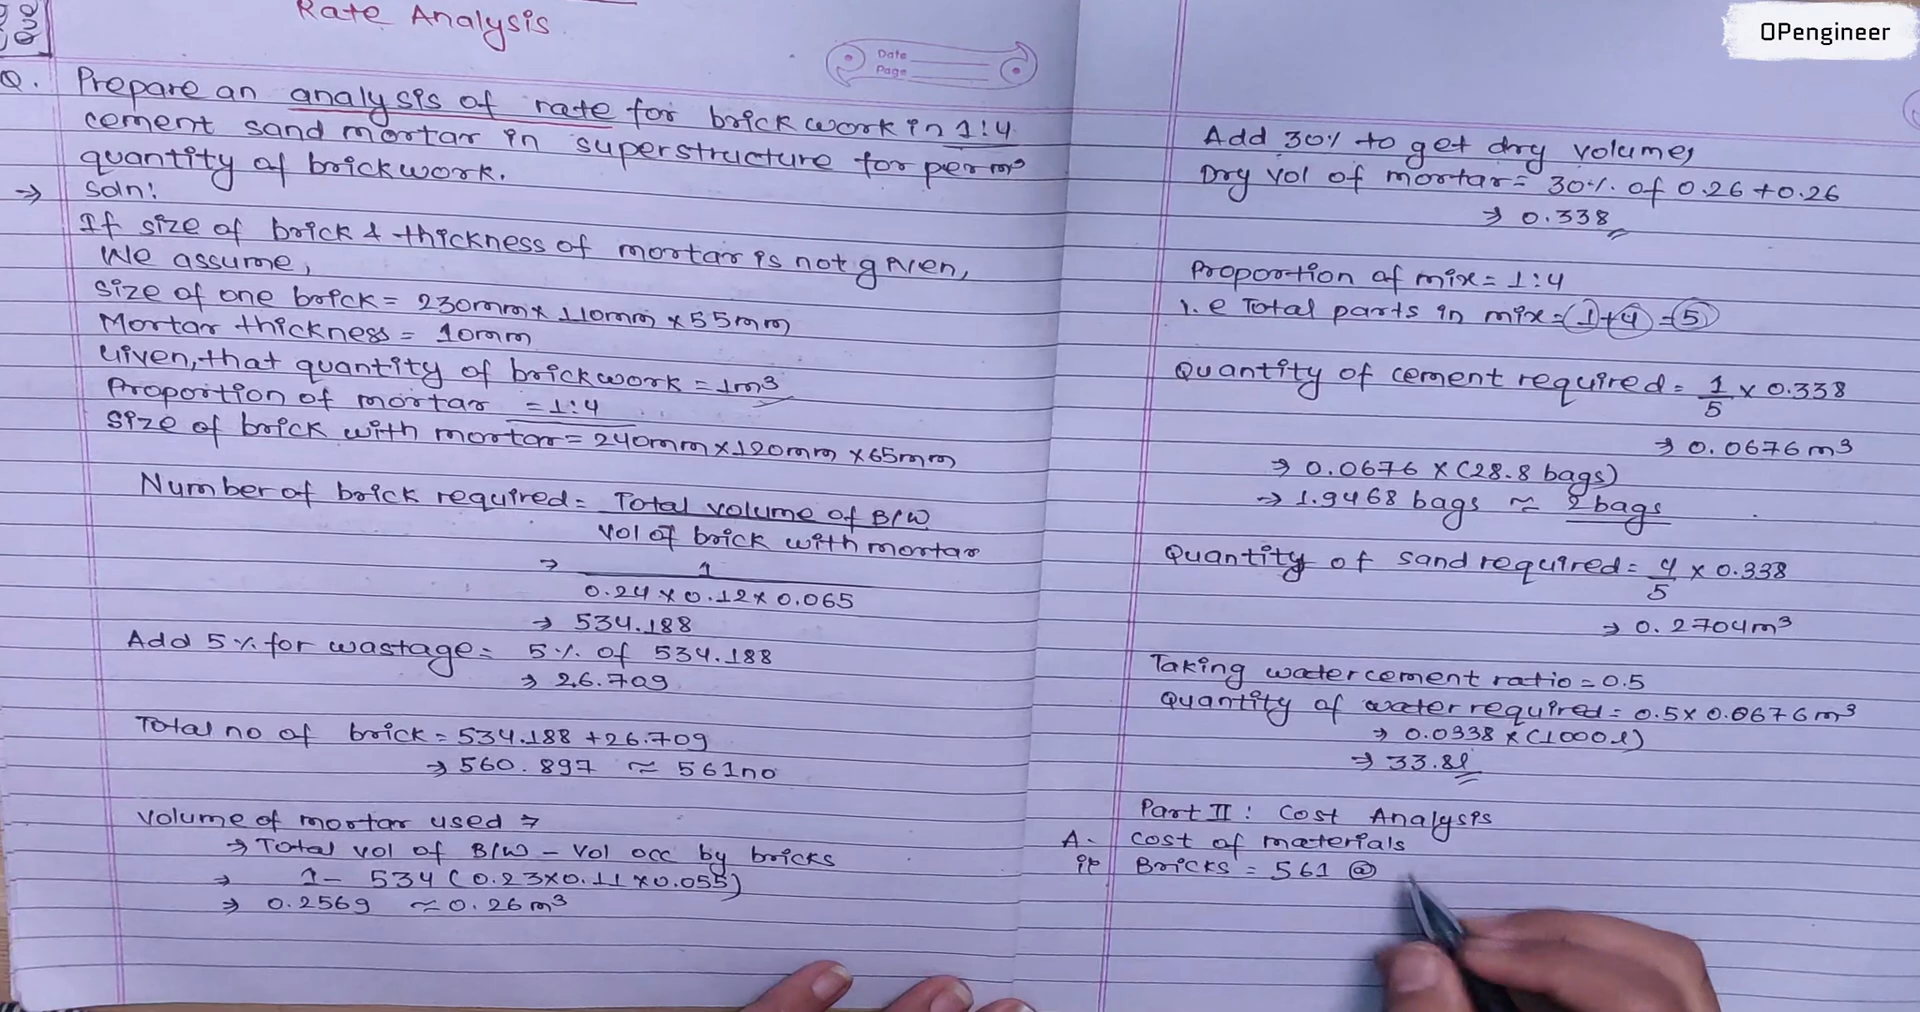 Rate Analysis
OPengineer
Date
Page
Q. Prepare an analysis of rate for brick work in 1:4
cement sand mortar in superstructure for per m³
quantity of brickwork.
→ Soln:
If size of brick & thickness of mortar is not given,
We assume,
Size of one brick = 230mm × 110mm × 55mm
Mortar thickness = 10mm
Given, that quantity of brickwork = 1m³
Proportion of mortar = 1:4
Size of brick with mortar = 240mm × 120mm × 65mm
Number of brick required = Total volume of B/W
Vol of brick with mortar
→ 1
0.24 × 0.12 × 0.065
→ 534.188
Add 5% for wastage = 5% of 534.188
→ 26.709
Total no of brick = 534.188 + 26.709
→ 560.897 ≈ 561 no
Volume of mortar used ⇒
→ Total vol of B/W - Vol occ by bricks
→ 1 - 534 (0.23×0.11×0.055)
→ 0.2569 ≈ 0.26m³
Add 30% to get dry volume,
Dry vol of mortar = 30% of 0.26 + 0.26
→ 0.338
Proportion of mix = 1:4
i.e Total parts in mix = 1+4 = 5
Quantity of cement required = 1 × 0.338
5
→ 0.0676 m³
→ 0.0676 × (28.8 bags)
→ 1.9468 bags ≈ 2 bags
Quantity of sand required = 4 × 0.338
5
→ 0.2704m³
Taking water cement ratio = 0.5
Quantity of water required = 0.5 × 0.0676m³
→ 0.0338 × (1000l)
→ 33.8l
Part II : Cost Analysis
A. Cost of materials
Bricks = 561 @